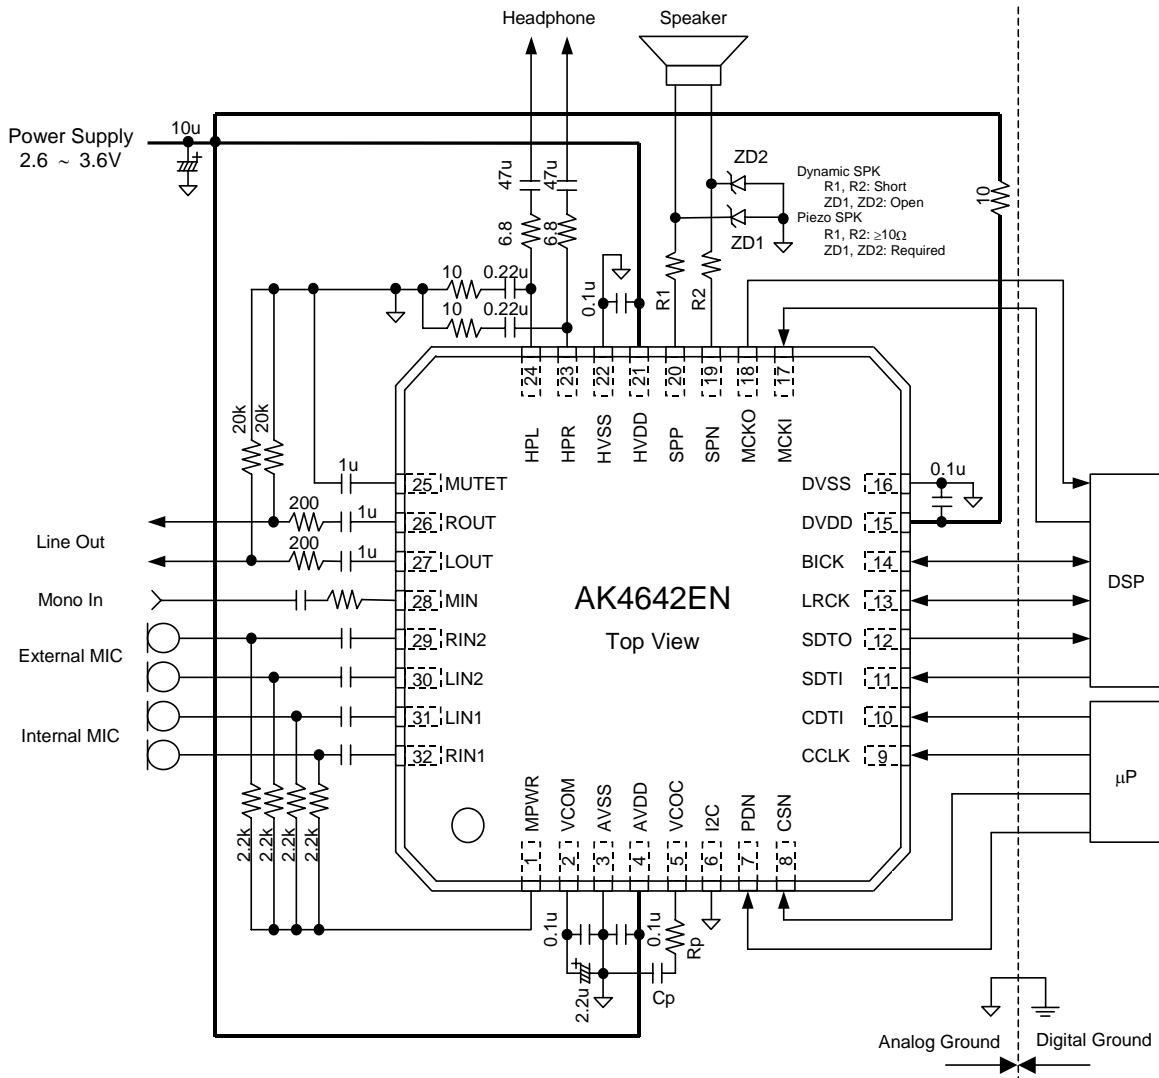 Headphone
Speaker
Power Supply
2.6 ~ 3.6V
10u
47u
47u
6.8
6.8
ZD2
ZD1
Dynamic SPK
R1, R2: Short
ZD1, ZD2: Open
Piezo SPK
R1, R2: ≥10Ω
ZD1, ZD2: Required
10
10
0.22u
10
0.22u
0.1u
R1
R2
24
23
22
21
20
19
18
17
HPL
HPR
HVSS
HVDD
SPP
SPN
MCKO
MCKI
20k
20k
1u
25
MUTET
200
1u
26
ROUT
200
1u
27
LOUT
Line Out
Mono In
28
MIN
External MIC
29
RIN2
30
LIN2
Internal MIC
31
LIN1
32
RIN1
AK4642EN
Top View
DVSS
16
0.1u
DVDD
15
BICK
14
LRCK
13
SDTO
12
SDTI
11
CDTI
10
CCLK
9
DSP
μP
2.2k
2.2k
2.2k
2.2k
MPWR
VCOM
AVSS
AVDD
VCOC
I2C
PDN
CSN
1
2
3
4
5
6
7
8
0.1u
2.2u
+
0.1u
Rp
Cp
+
Analog Ground
Digital Ground